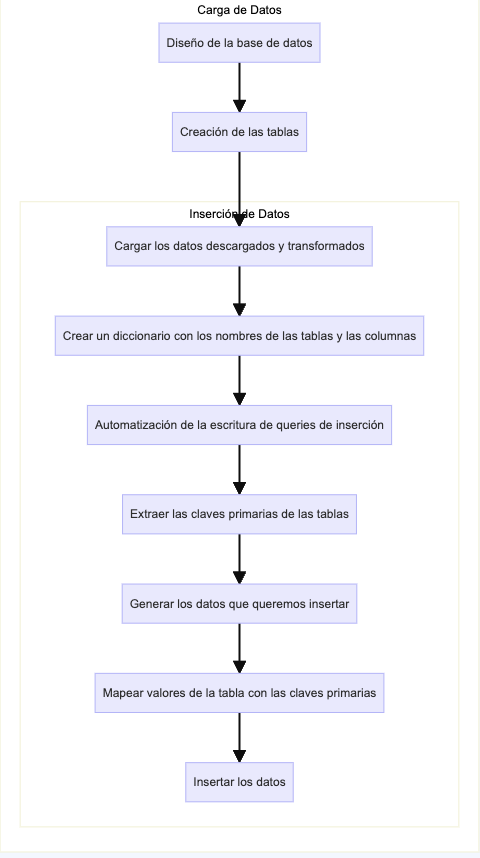 Carga de Datos
Diseño de la base de datos
Creación de las tablas
Inserción de Datos
Cargar los datos descargados y transformados
Crear un diccionario con los nombres de las tablas y las columnas
Automatización de la escritura de queries de inserción
Extraer las claves primarias de las tablas
Generar los datos que queremos insertar
Mapear valores de la tabla con las claves primarias
Insertar los datos